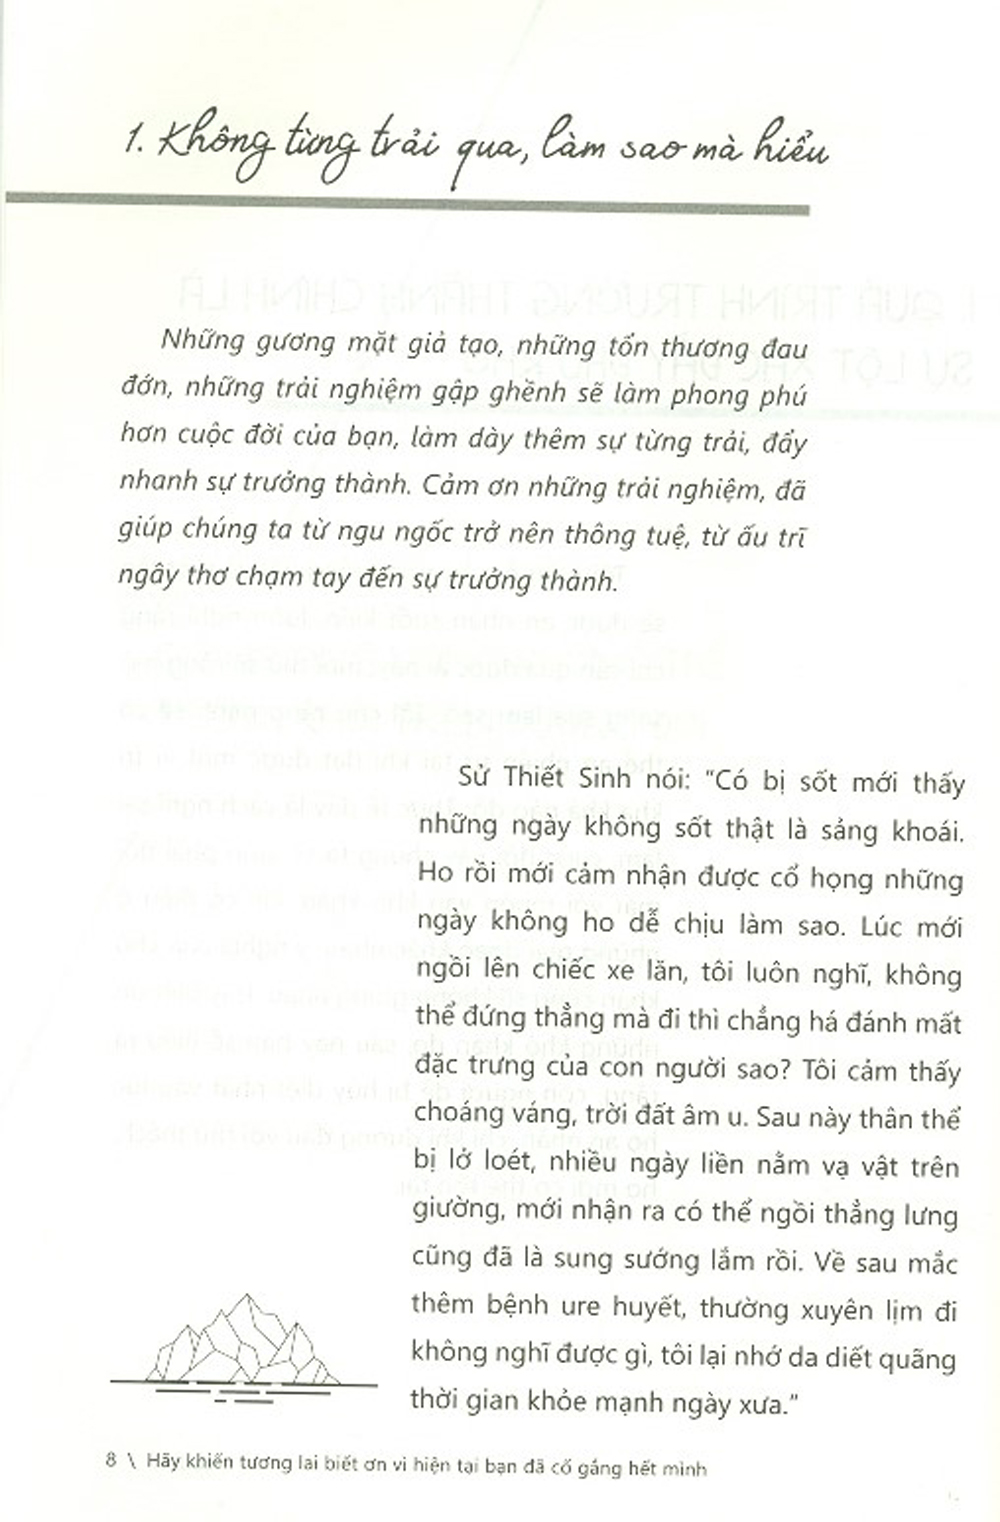 1. Không từng trải qua, làm sao mà hiểu
Những gương mặt giả tạo, những tổn thương đau
đớn, những trải nghiệm gập ghềnh sẽ làm phong phú
hơn cuộc đời của bạn, làm dày thêm sự từng trải, đẩy
nhanh sự trưởng thành. Cảm ơn những trải nghiệm, đã
giúp chúng ta từ ngu ngốc trở nên thông tuệ, từ ấu trĩ
ngây thơ chạm tay đến sự trưởng thành.
Sử Thiết Sinh nói: "Có bị sốt mới thấy
những ngày không sốt thật là sảng khoái.
Ho rồi mới cảm nhận được cổ họng những
ngày không ho dễ chịu làm sao. Lúc mới
ngồi lên chiếc xe lăn, tôi luôn nghĩ, không
thể đứng thẳng mà đi thì chẳng há đánh mất
đặc trưng của con người sao? Tôi cảm thấy
choáng váng, trời đất âm u. Sau này thân thể
bị lở loét, nhiều ngày liền nằm vạ vật trên
giường, mới nhận ra có thể ngồi thẳng lưng
cũng đã là sung sướng lắm rồi. Về sau mắc
thêm bệnh ure huyết, thường xuyên lịm đi
không nghĩ được gì, tôi lại nhớ da diết quãng
thời gian khỏe mạnh ngày xưa."
8 \ Hãy khiến tương lai biết ơn vì hiện tại bạn đã cố gắng hết mình